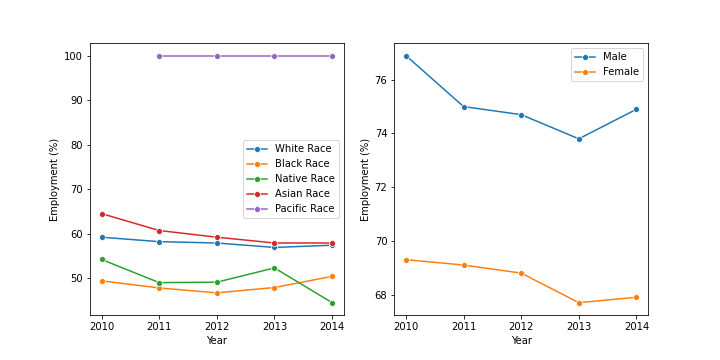 100
90
80
70
60
50
Employment (%)
2010 2011 2012 2013 2014
Year
White Race
Black Race
Native Race
Asian Race
Pacific Race
76
74
72
70
68
Employment (%)
2010 2011 2012 2013 2014
Year
Male
Female